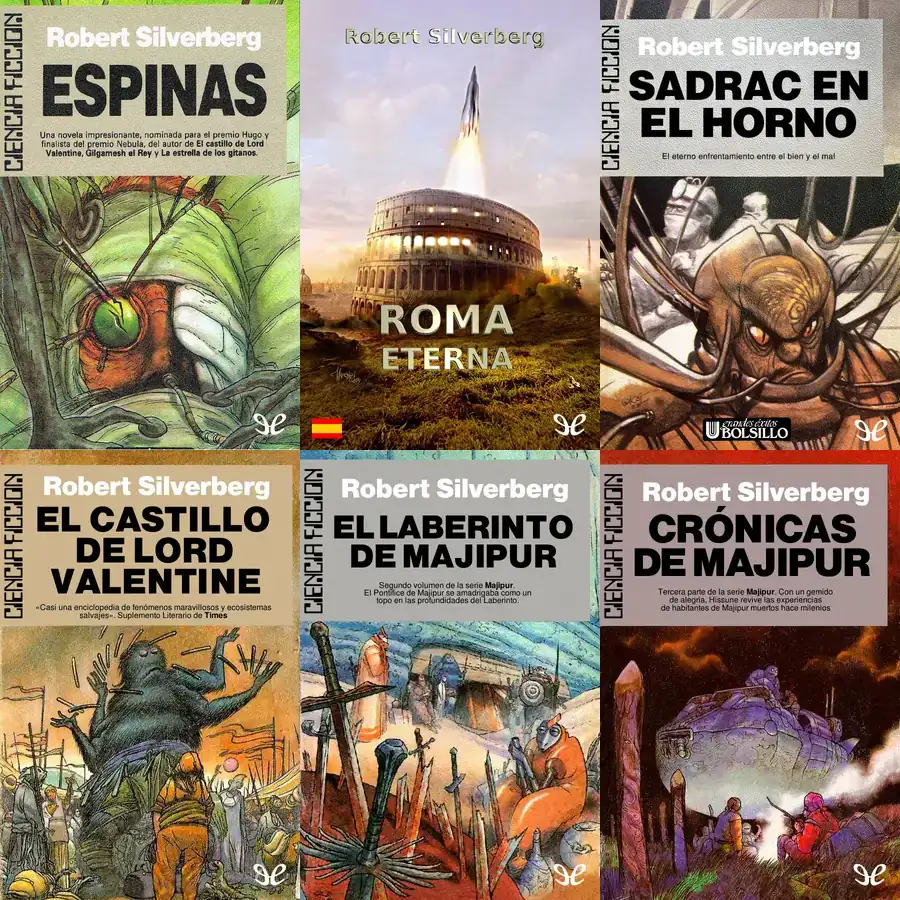 CIENCIA FICCION
Robert Silverberg
ESPINAS
Una novela impresionante, nominada para el premio Hugo y
finalista del premio Nebula, del autor de El castillo de Lord
Valentine, Gilgamesh el Rey y La estrella de los gitanos.
Robert Silverberg
ROMA
ETERNA
CIENCIA FICCION
Robert Silverberg
SADRAC EN
EL HORNO
El eterno enfrentamiento entre el bien y el mal
grandes éxitos
BOLSILLO
CIENCIA FICCION
Robert Silverberg
EL CASTILLO
DE LORD
VALENTINE
«Casi una enciclopedia de fenómenos maravillosos y ecosistemas
salvajes». Suplemento Literario de Times
CIENCIA FICCION
Robert Silverberg
EL LABERINTO
DE MAJIPUR
Segundo volumen de la serie Majipur.
El Pontífice de Majipur se amadrigaba como un
topo en las profundidades del Laberinto.
CIENCIA FICCION
Robert Silverberg
CRÓNICAS
DE MAJIPUR
Tercera parte de la serie Majipur. Con un gemido
de alegría, Hissune revive las experiencias
de habitantes de Majipur muertos hace milenios